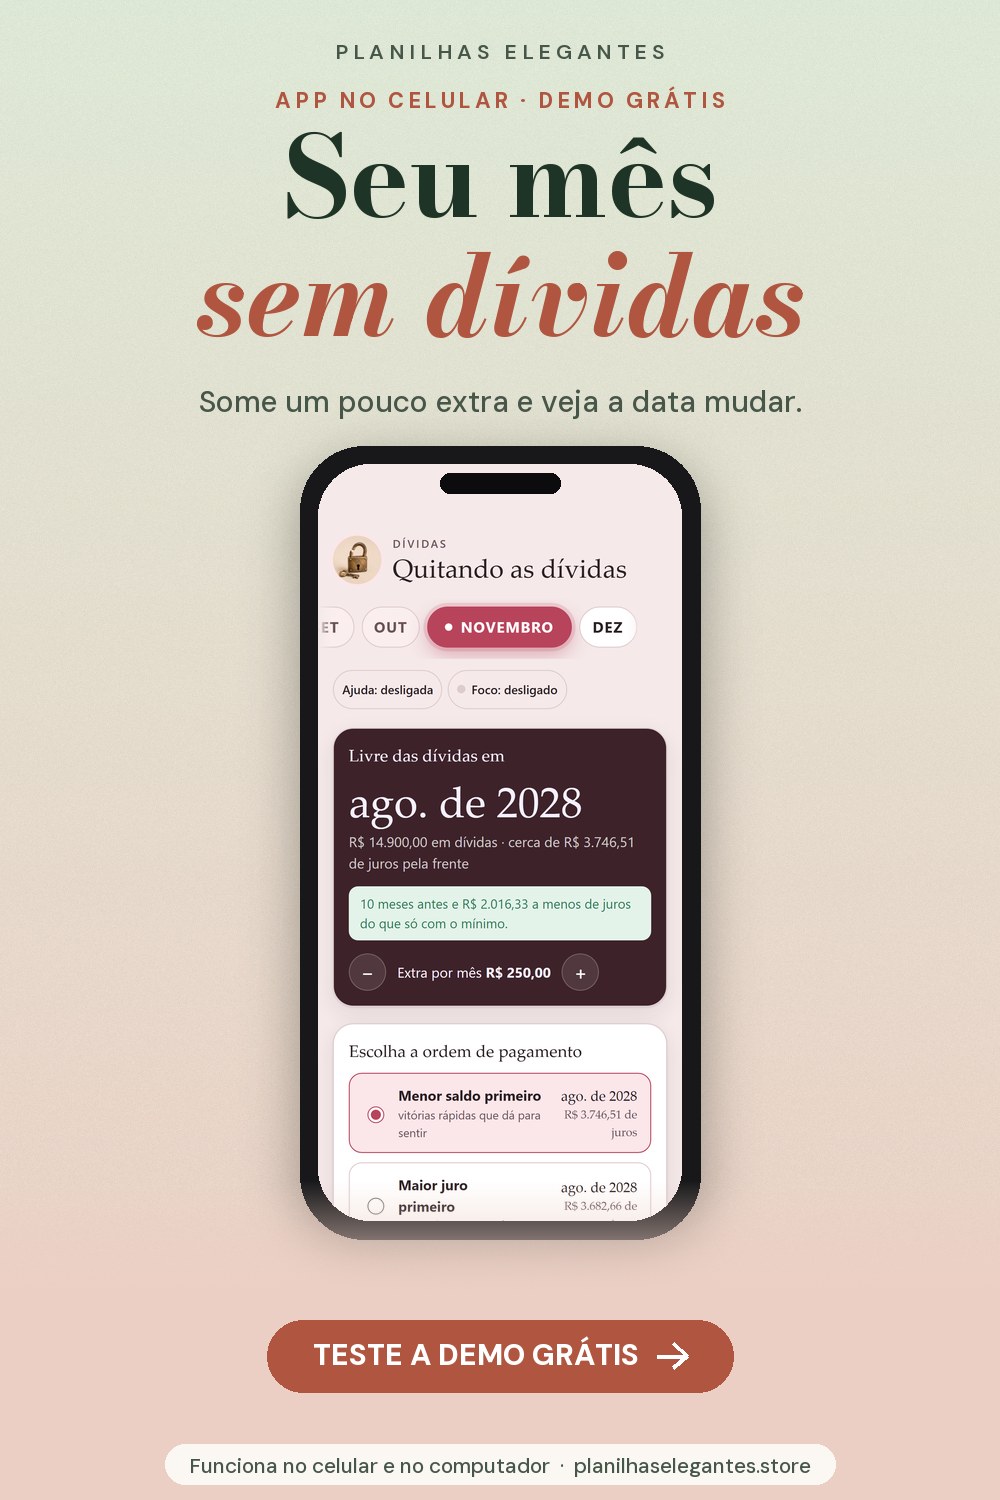 PLANILHAS ELEGANTES
APP NO CELULAR · DEMO GRÁTIS
Seu mês
sem dívidas
Some um pouco extra e veja a data mudar.
DÍVIDAS
Quitando as dívidas
ET OUT NOVEMBRO DEZ
Ajuda: desligada Foco: desligado
Livre das dívidas em
ago. de 2028
R$ 14.900,00 em dívidas · cerca de R$ 3.746,51
de juros pela frente
10 meses antes e R$ 2.016,33 a menos de juros
do que só com o mínimo.
− Extra por mês R$ 250,00 +
Escolha a ordem de pagamento
Menor saldo primeiro ago. de 2028
vitórias rápidas que dá para R$ 3.746,51 de
sentir juros
Maior juro ago. de 2028
primeiro R$ 3.682,66 de
TESTE A DEMO GRÁTIS →
Funciona no celular e no computador · planilhaselegantes.store